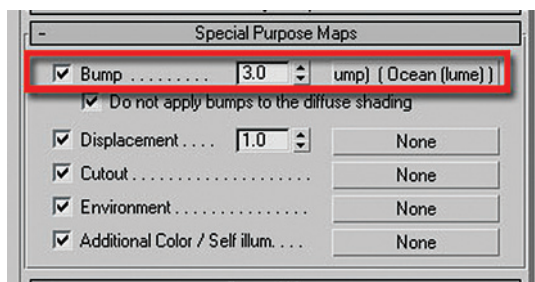 - Special Purpose Maps
Bump ......... 3.0 ump) ( Ocean (lume) )
Do not apply bumps to the diffuse shading
Displacement.... 1.0 None
Cutout.................... None
Environment............... None
Additional Color / Self illum.... None